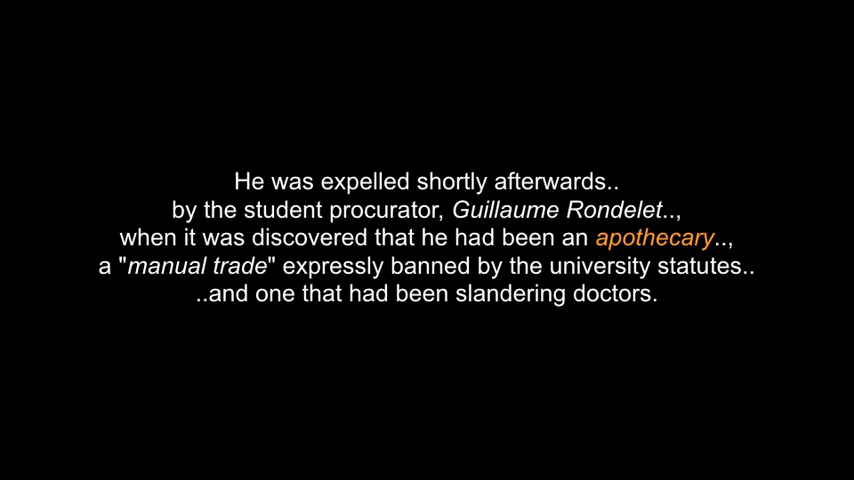 He was expelled shortly afterwards..
by the student procurator, Guillaume Rondelet..,
when it was discovered that he had been an apothecary..,
a "manual trade" expressly banned by the university statutes..
..and one that had been slandering doctors.